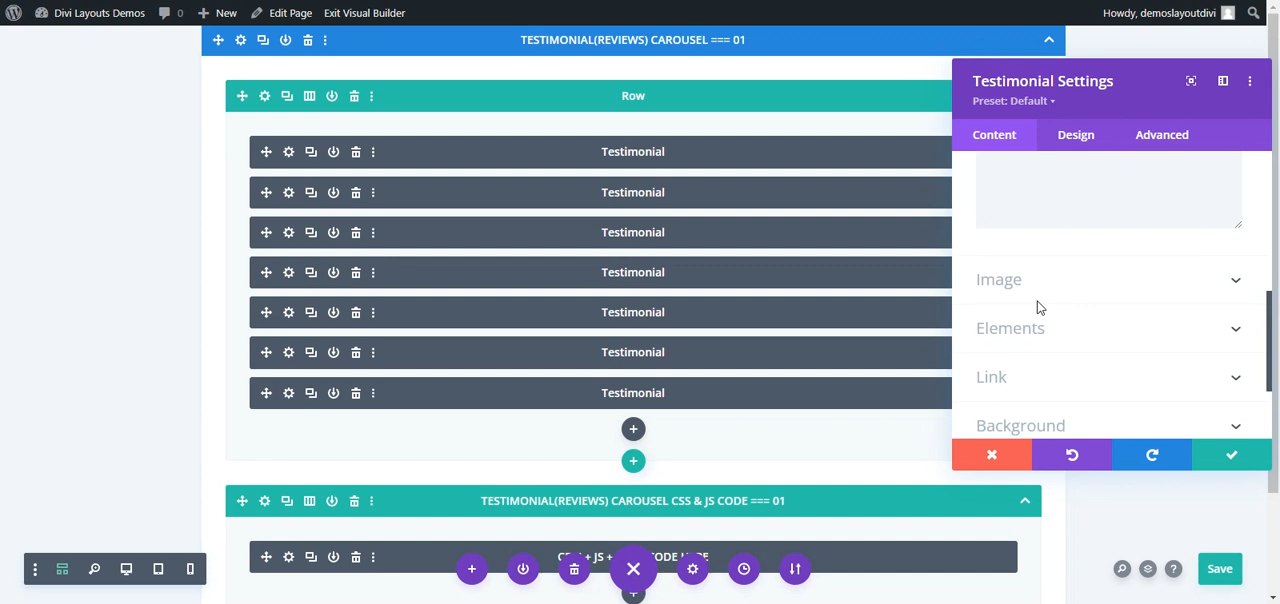 Divi Layouts Demos 0 New Edit Page Exit Visual Builder Howdy, demoslayoutdivi
TESTIMONIAL(REVIEWS) CAROUSEL === 01
Testimonial Settings
Preset: Default
Row
Content Design Advanced
Testimonial
Testimonial
Testimonial
Testimonial
Testimonial
Testimonial
Testimonial
Image
Elements
Link
Background
TESTIMONIAL(REVIEWS) CAROUSEL CSS & JS CODE === 01
JS + CODE
Save